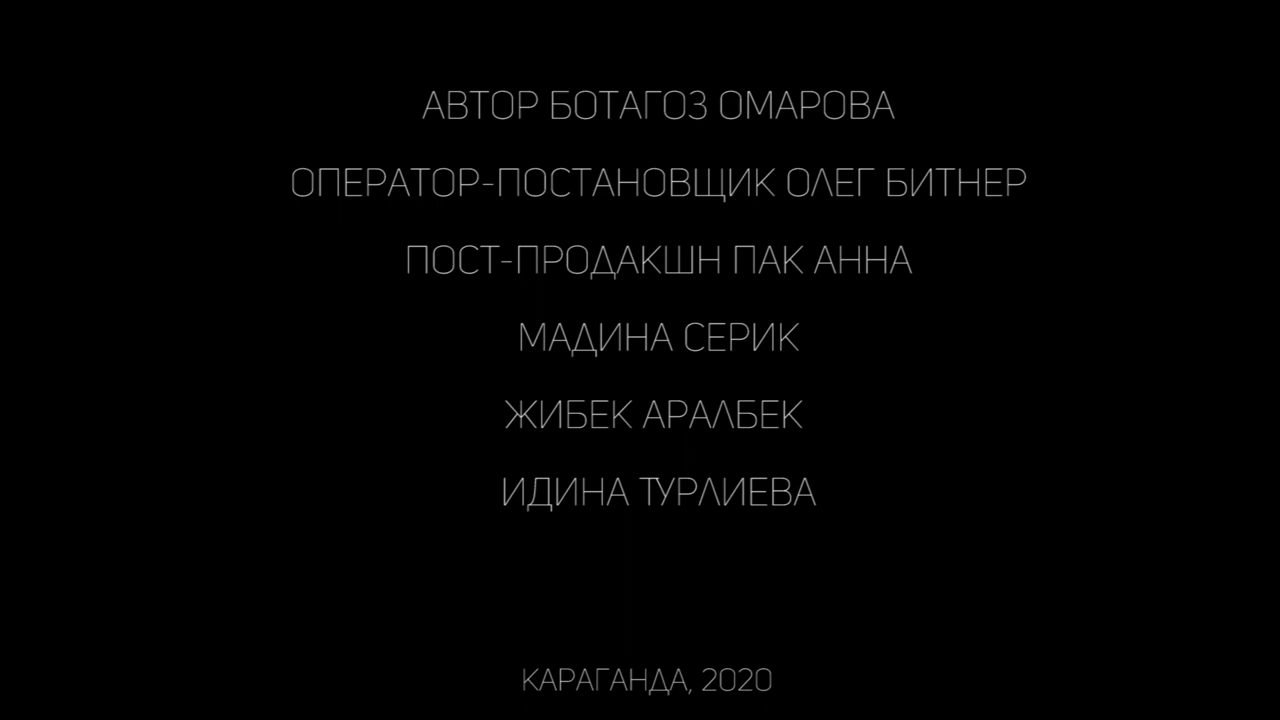 АВТОР БОТАГОЗ ОМАРОВА
ОПЕРАТОР-ПОСТАНОВЩИК ОЛЕГ БИТНЕР
ПОСТ-ПРОДАКШН ПАК АННА
МАДИНА СЕРИК
ЖИБЕК АРАЛБЕК
ИДИНА ТУРЛИЕВА
КАРАГАНДА, 2020